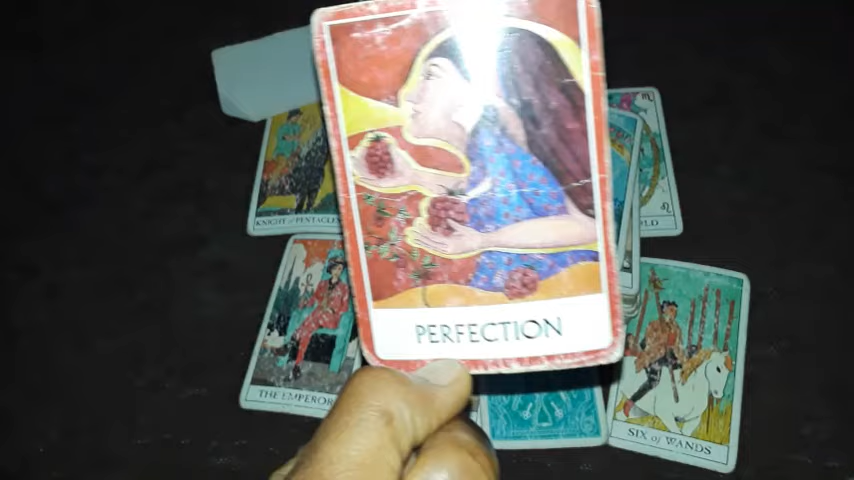 PERFECTION
KNIGHT of PENTACLES
THE EMPEROR
SIX OF WANDS